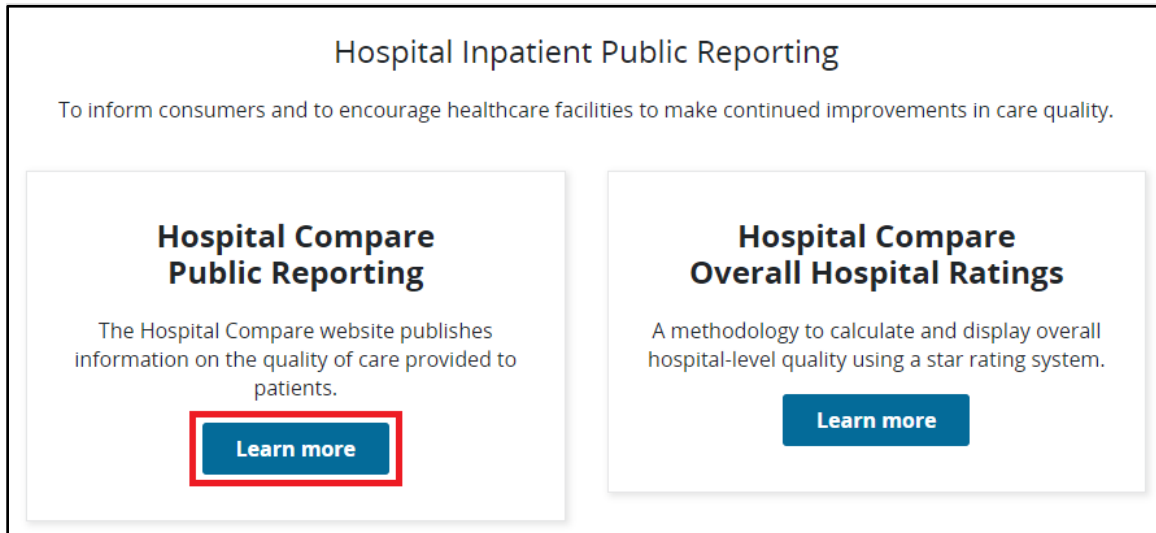 Hospital Inpatient Public Reporting
To inform consumers and to encourage healthcare facilities to make continued improvements in care quality.
Hospital Compare
Public Reporting
The Hospital Compare website publishes
information on the quality of care provided to
patients.
Learn more
Hospital Compare
Overall Hospital Ratings
A methodology to calculate and display overall
hospital-level quality using a star rating system.
Learn more